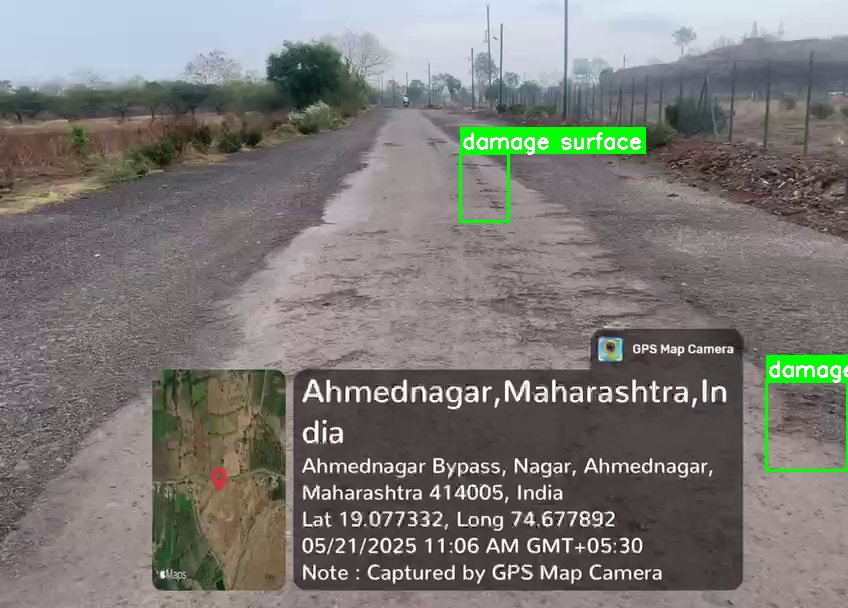 damage surface
GPS Map Camera
damage
Ahmednagar,Maharashtra,In
dia
Ahmednagar Bypass, Nagar, Ahmednagar,
Maharashtra 414005, India
Lat 19.077332, Long 74.677892
05/21/2025 11:06 AM GMT+05:30
Note : Captured by GPS Map Camera
Maps